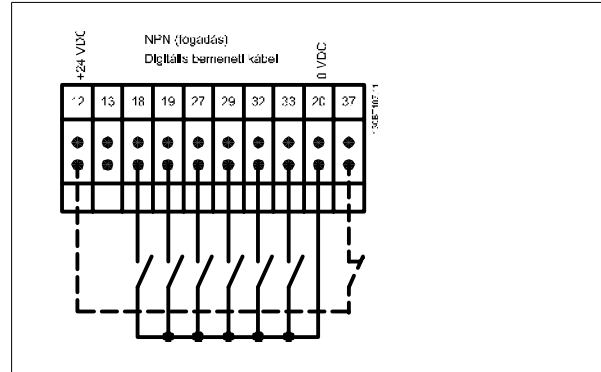 +24 VDC
NPN (fogadás)
Digitális bemeneti kábel
0 VDC
12 13 18 19 27 29 32 33 20 37